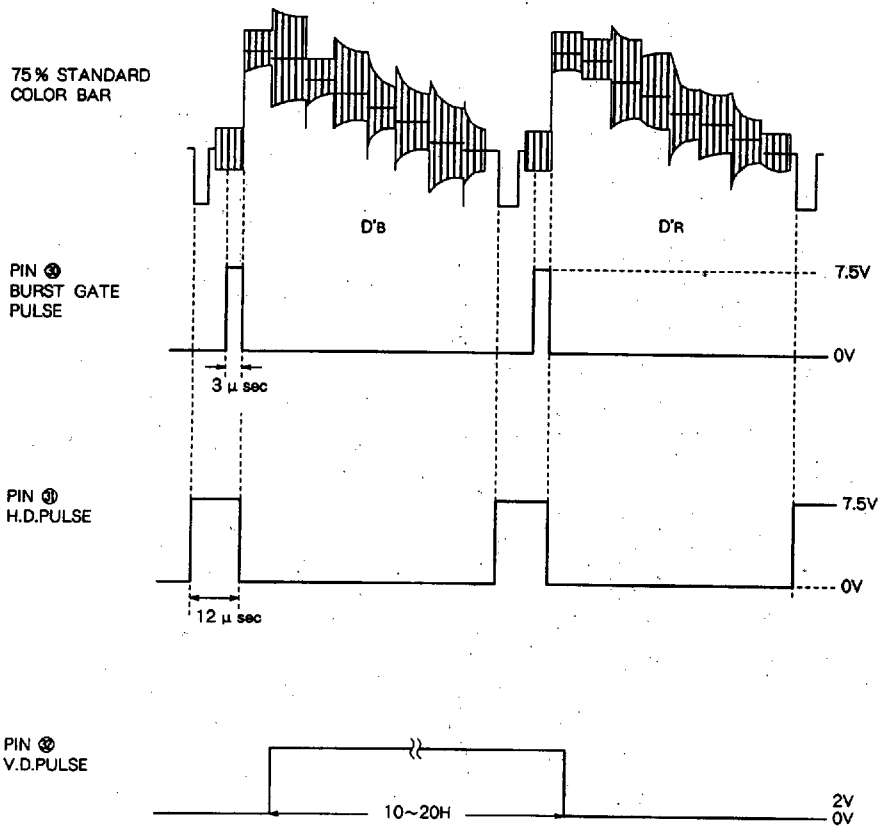 75% STANDARD
COLOR BAR
D'B
D'R
PIN ㉚
BURST GATE
PULSE
7.5V
0V
3 μ sec
PIN ㉛
H.D.PULSE
7.5V
0V
12 μ sec
PIN ㉜
V.D.PULSE
10~20H
2V
0V